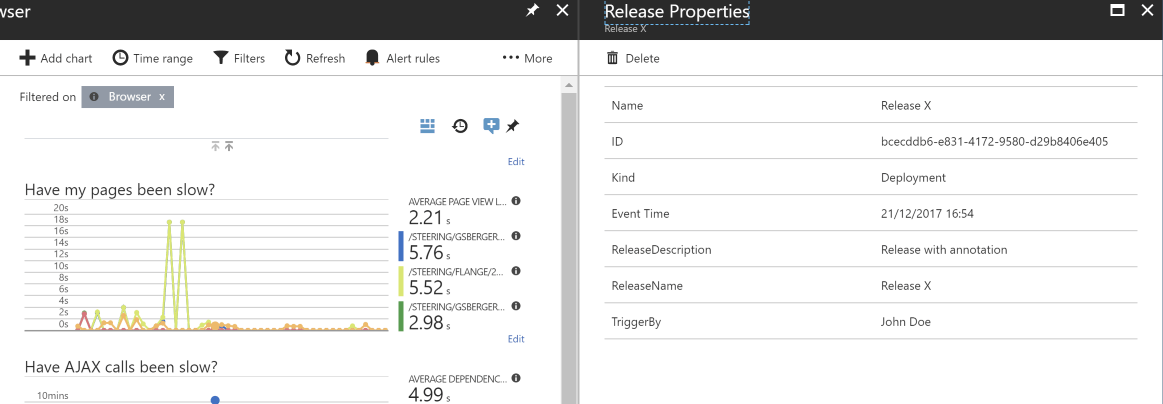 wser
Add chart Time range Filters Refresh Alert rules ••• More
Filtered on Browser x
Edit
Have my pages been slow?
20s
18s
16s
14s
12s
10s
8s
6s
4s
2s
0s
AVERAGE PAGE VIEW L...
2.21 s
/STEERING/GSBERGER...
5.76 s
/STEERING/FLANGE/2...
5.52 s
/STEERING/GSBERGER...
2.98 s
Edit
Have AJAX calls been slow?
10mins
AVERAGE DEPENDENC...
4.99 s
Release Properties
Release X
Delete
Name Release X
ID bcecddb6-e831-4172-9580-d29b8406e405
Kind Deployment
Event Time 21/12/2017 16:54
ReleaseDescription Release with annotation
ReleaseName Release X
TriggerBy John Doe